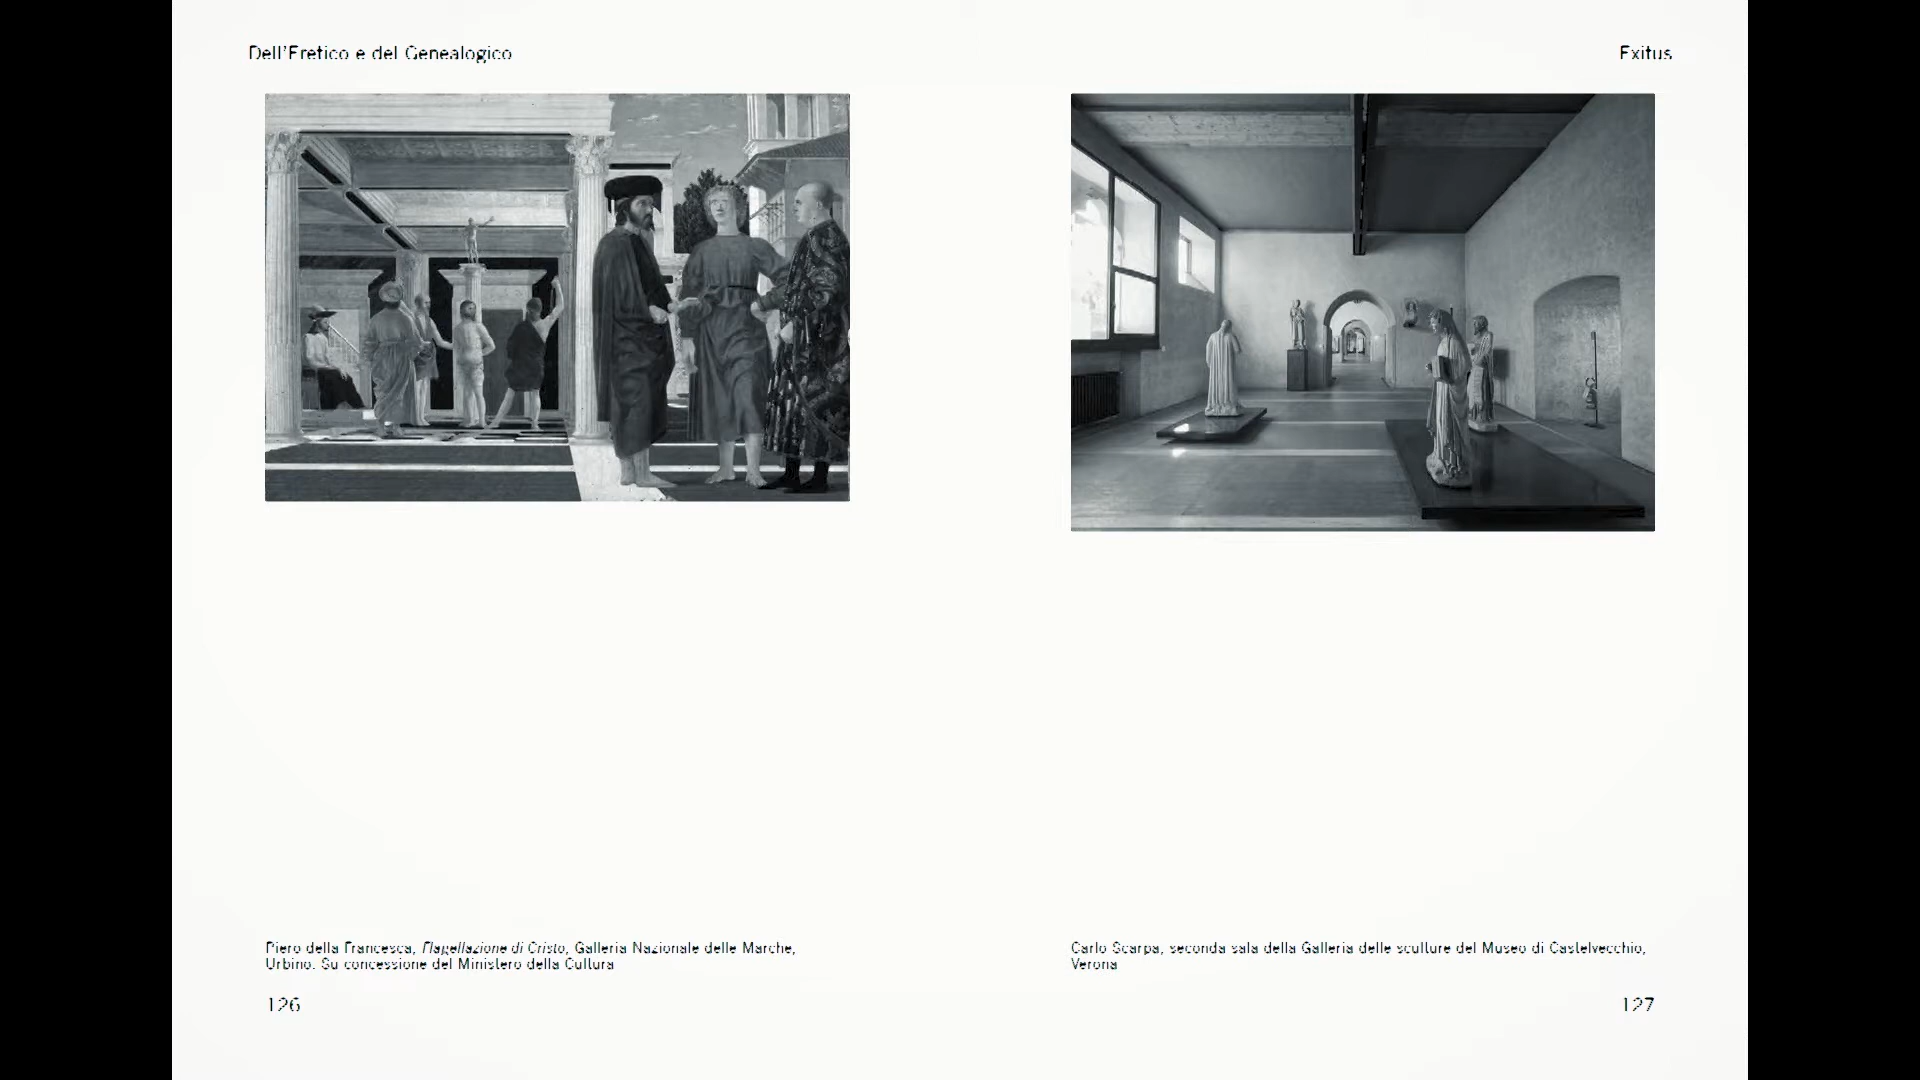 Dell'Eretico e del Genealogico
Exitus
Piero della Francesca, Flagellazione di Cristo, Galleria Nazionale delle Marche,
Urbino. Su concessione del Ministero della Cultura
126
Carlo Scarpa, seconda sala della Galleria delle sculture del Museo di Castelvecchio,
Verona
127